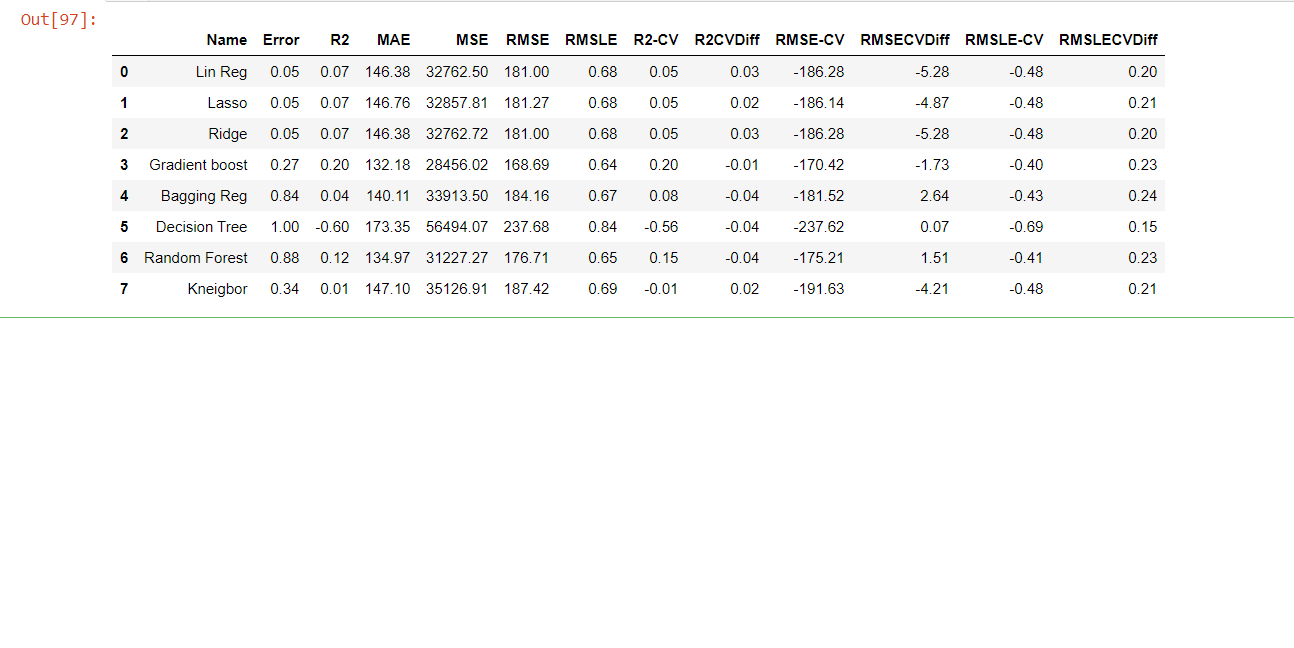 Out[97]:
Name Error R2 MAE MSE RMSE RMSLE R2-CV R2CVDiff RMSE-CV RMSECVDiff RMSLE-CV RMSLECVDiff
0 Lin Reg 0.05 0.07 146.38 32762.50 181.00 0.68 0.05 0.03 -186.28 -5.28 -0.48 0.20
1 Lasso 0.05 0.07 146.76 32857.81 181.27 0.68 0.05 0.02 -186.14 -4.87 -0.48 0.21
2 Ridge 0.05 0.07 146.38 32762.72 181.00 0.68 0.05 0.03 -186.28 -5.28 -0.48 0.20
3 Gradient boost 0.27 0.20 132.18 28456.02 168.69 0.64 0.20 -0.01 -170.42 -1.73 -0.40 0.23
4 Bagging Reg 0.84 0.04 140.11 33913.50 184.16 0.67 0.08 -0.04 -181.52 2.64 -0.43 0.24
5 Decision Tree 1.00 -0.60 173.35 56494.07 237.68 0.84 -0.56 -0.04 -237.62 0.07 -0.69 0.15
6 Random Forest 0.88 0.12 134.97 31227.27 176.71 0.65 0.15 -0.04 -175.21 1.51 -0.41 0.23
7 Kneigbor 0.34 0.01 147.10 35126.91 187.42 0.69 -0.01 0.02 -191.63 -4.21 -0.48 0.21